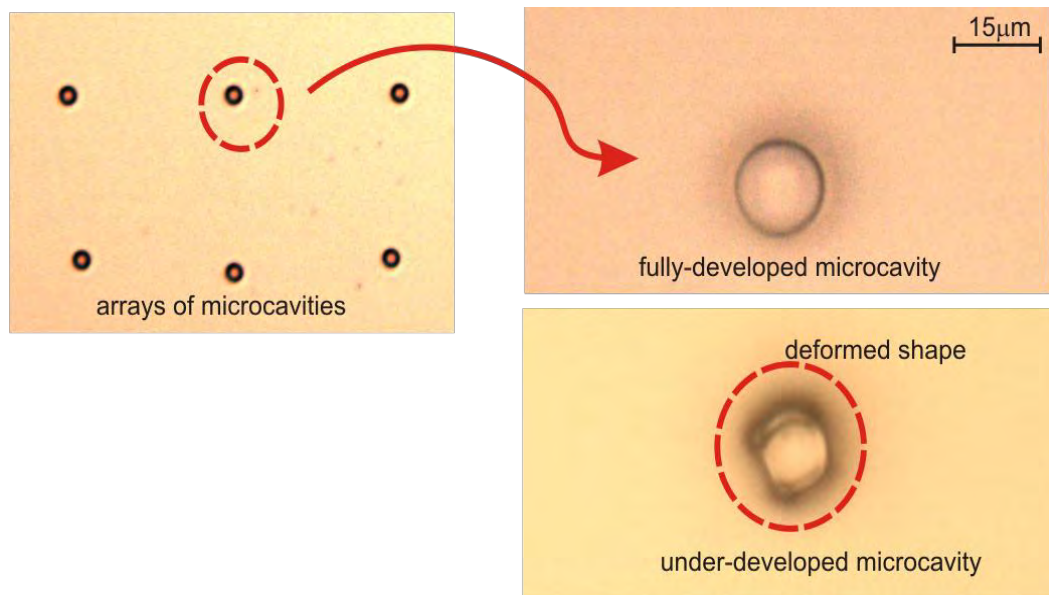 arrays of microcavities
15μm
fully-developed microcavity
deformed shape
under-developed microcavity